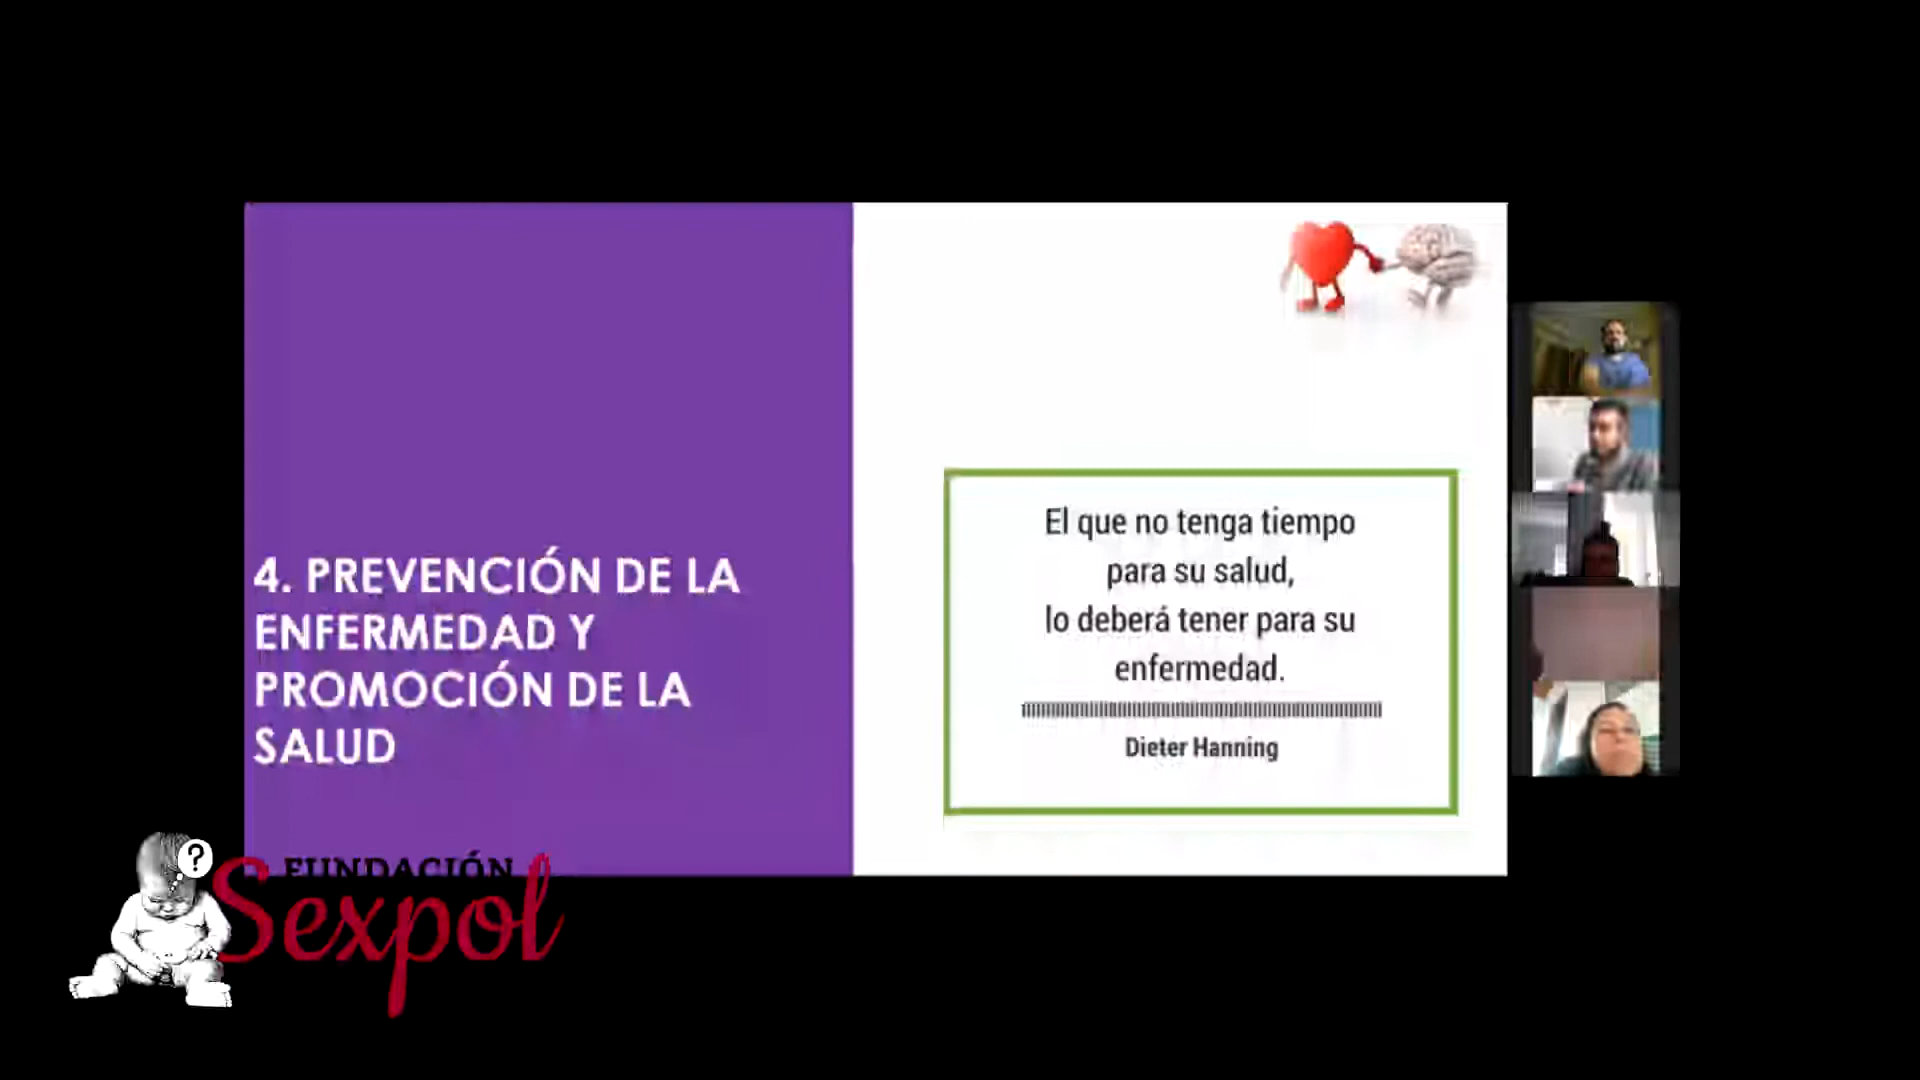 4. PREVENCIÓN DE LA
ENFERMEDAD Y
PROMOCIÓN DE LA
SALUD
El que no tenga tiempo
para su salud,
lo deberá tener para su
enfermedad.
Dieter Hanning
?
FUNDACIÓN
Sexpol